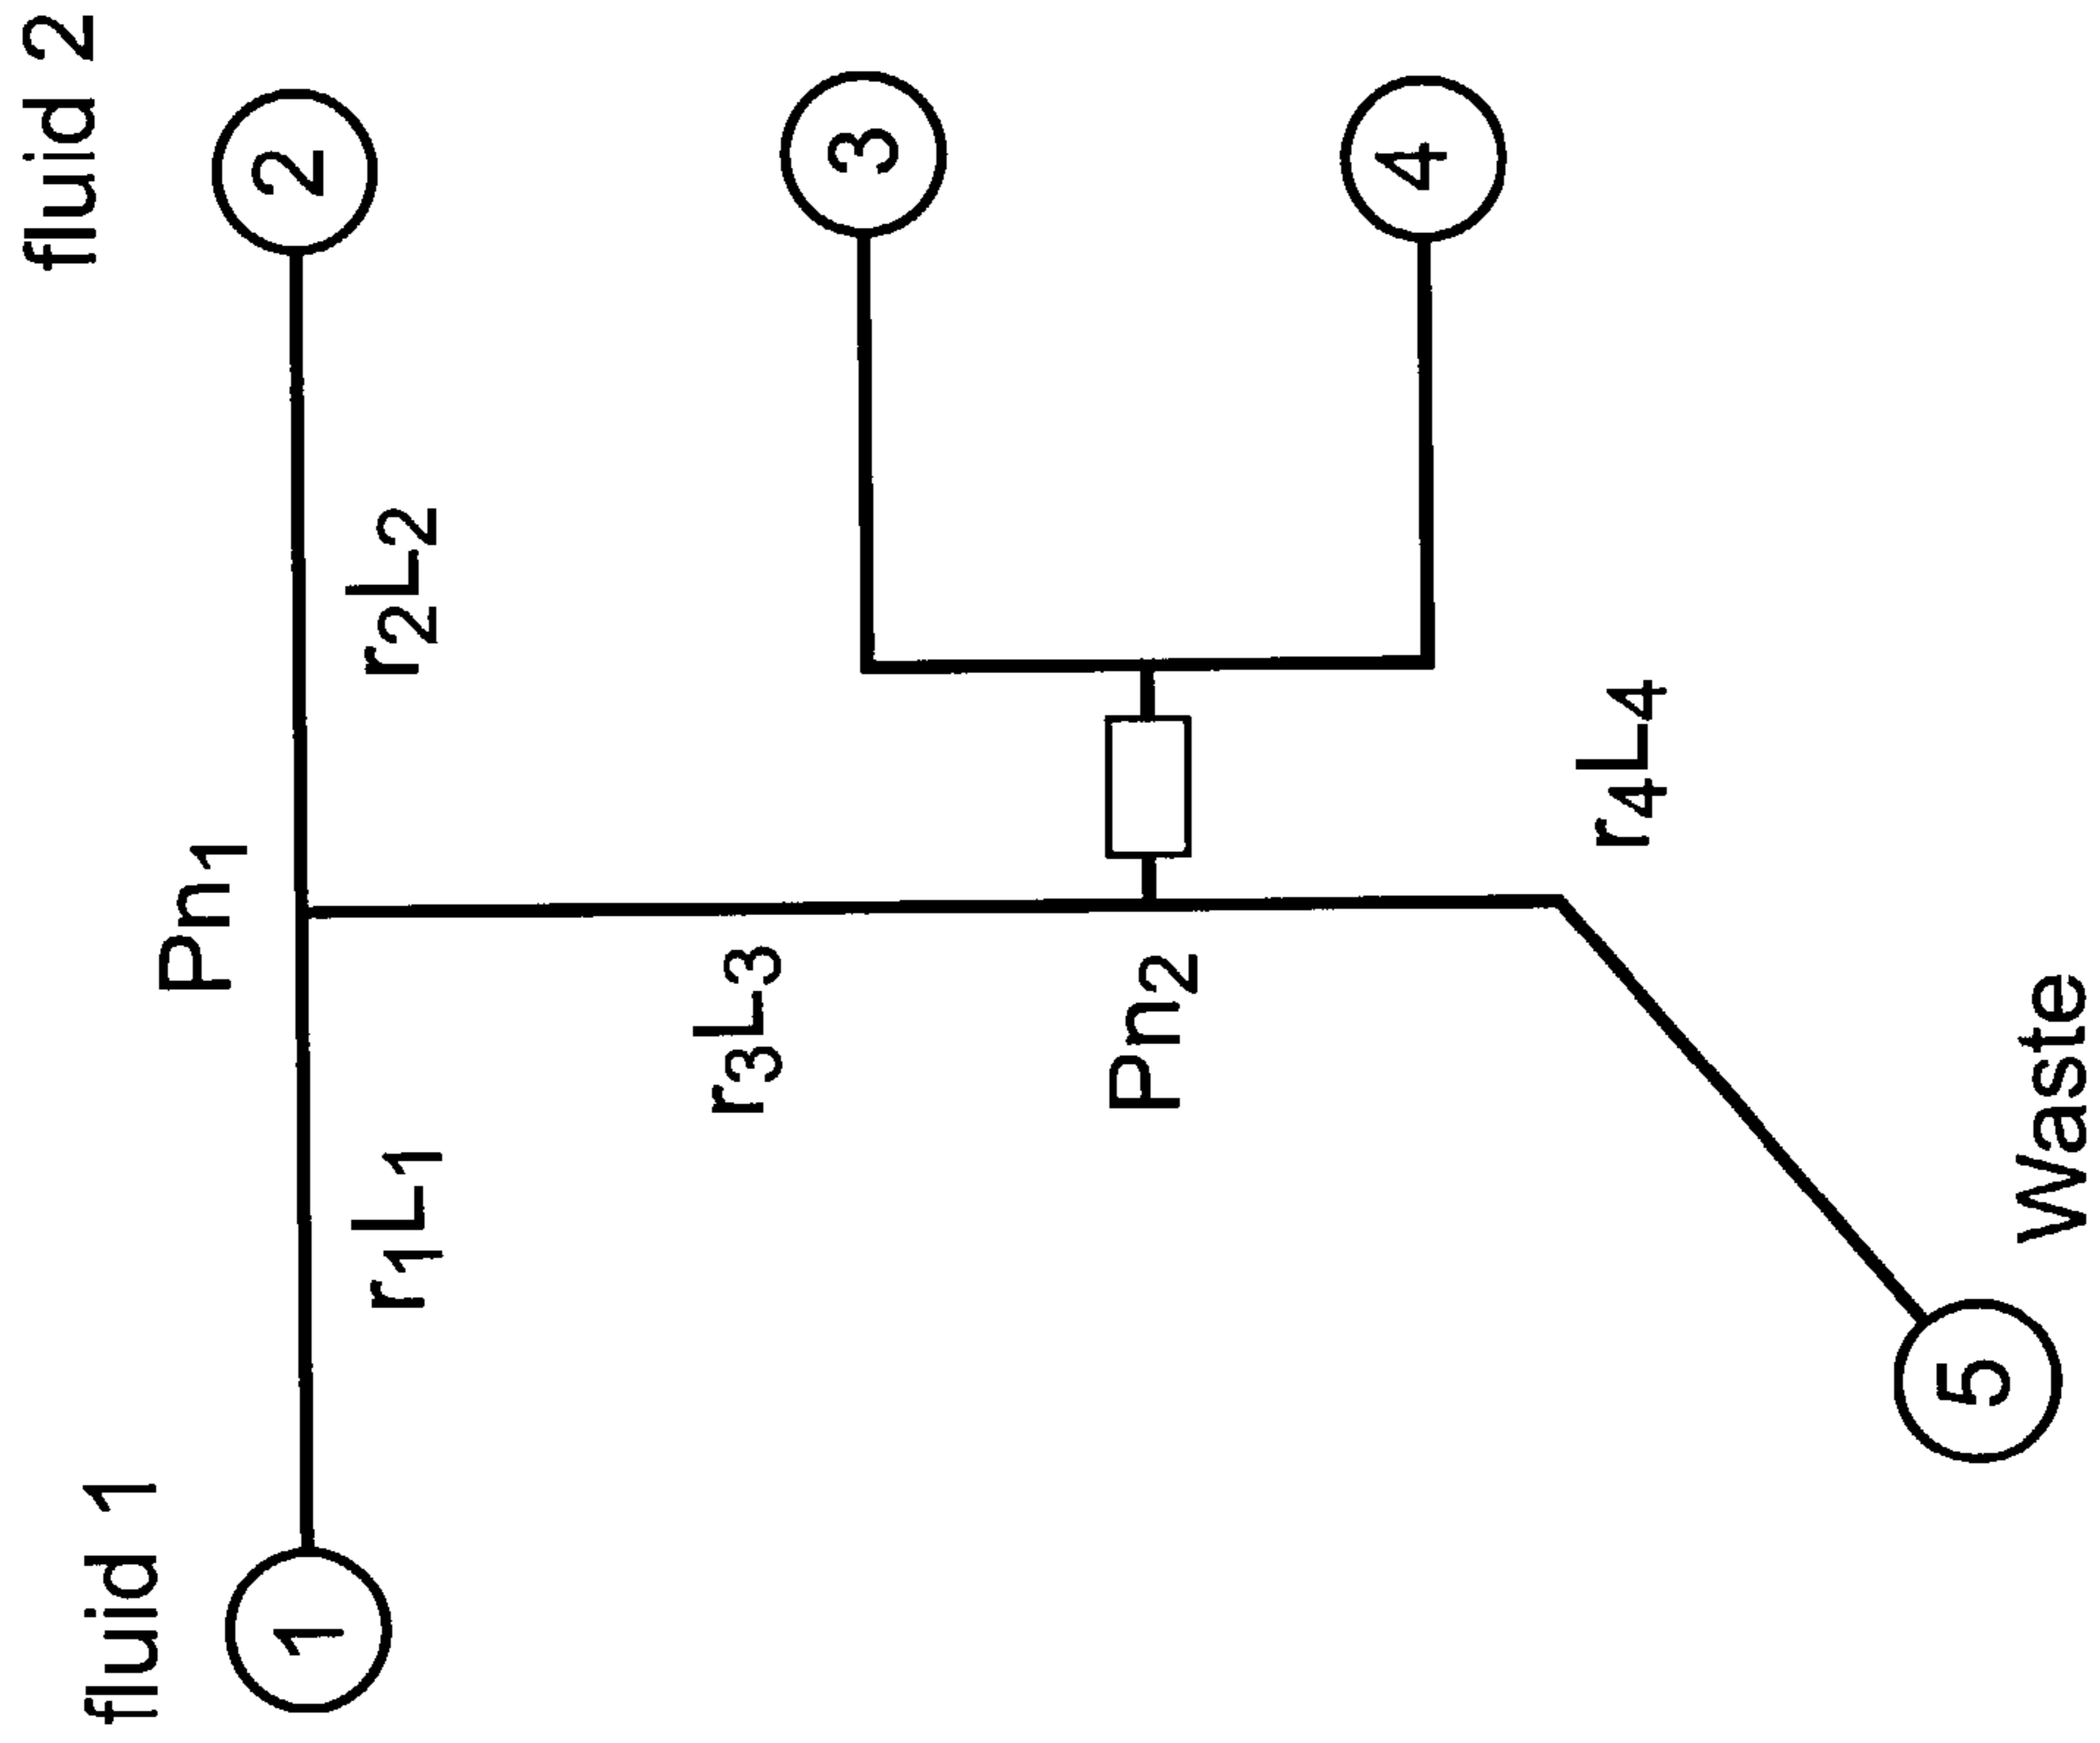 fluid 1
fluid 2
Pn₁
1
2
r₁L₁
r₂L₂
r₃L₃
3
Pn₂
4
r₄L₄
5
Waste